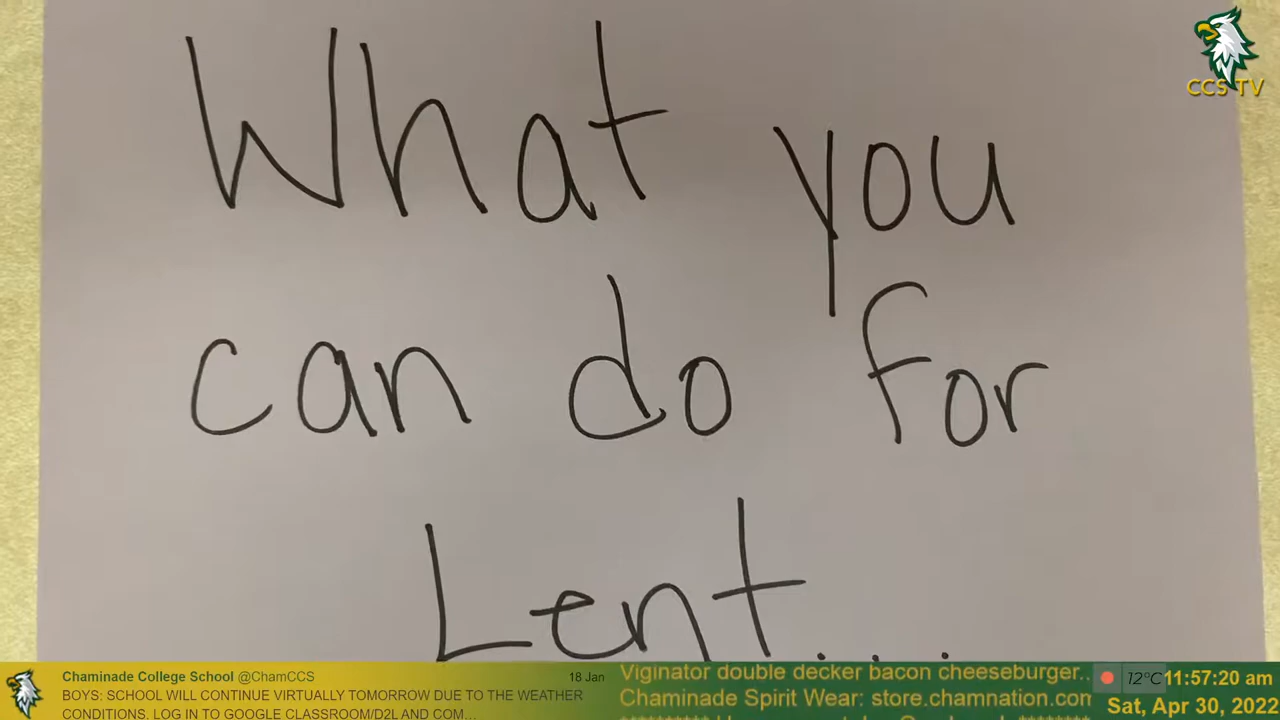 What you
can do for
Lent...
CCS TV
Chaminade College School @ChamCCS
18 Jan
BOYS: SCHOOL WILL CONTINUE VIRTUALLY TOMORROW DUE TO THE WEATHER
CONDITIONS. LOG IN TO GOOGLE CLASSROOM/D2L AND COM...
Viginator double decker bacon cheeseburger..
Chaminade Spirit Wear: store.chamnation.com
12°C
11:57:20 am
Sat, Apr 30, 2022